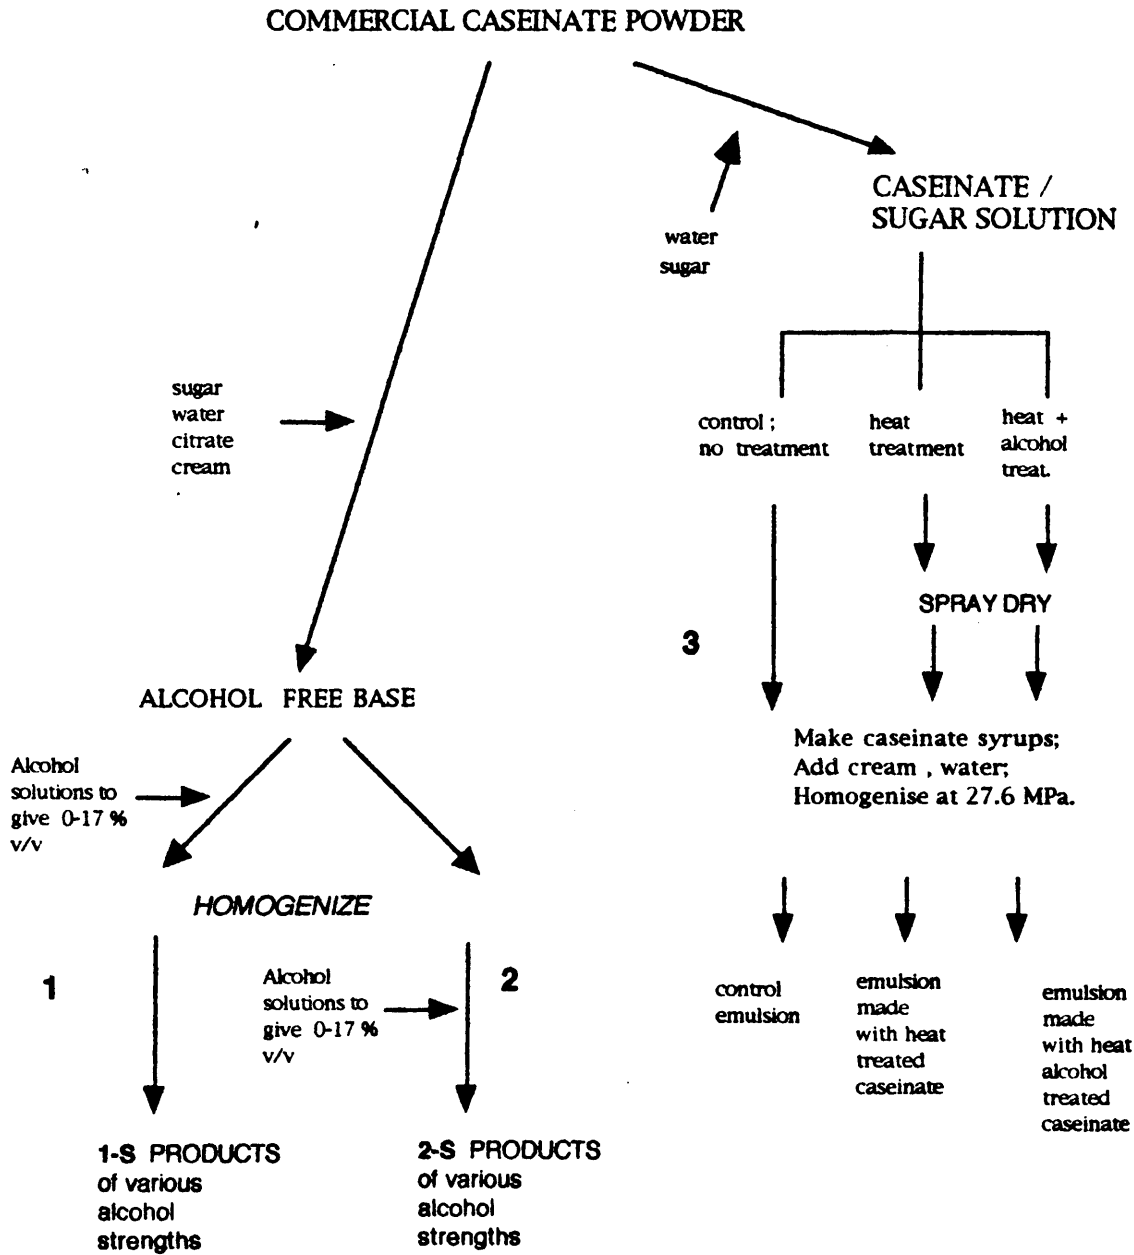 COMMERCIAL CASEINATE POWDER
water
sugar
CASEINATE /
SUGAR SOLUTION
sugar
water
citrate
cream
control ;
no treatment
heat
treatment
heat +
alcohol
treat.
SPRAY DRY
3
ALCOHOL FREE BASE
Make caseinate syrups;
Add cream , water;
Homogenise at 27.6 MPa.
Alcohol
solutions to
give 0-17 %
v/v
HOMOGENIZE
1
Alcohol
solutions to
give 0-17 %
v/v
2
control
emulsion
emulsion
made
with heat
treated
caseinate
emulsion
made
with heat
alcohol
treated
caseinate
1-S PRODUCTS
of various
alcohol
strengths
2-S PRODUCTS
of various
alcohol
strengths